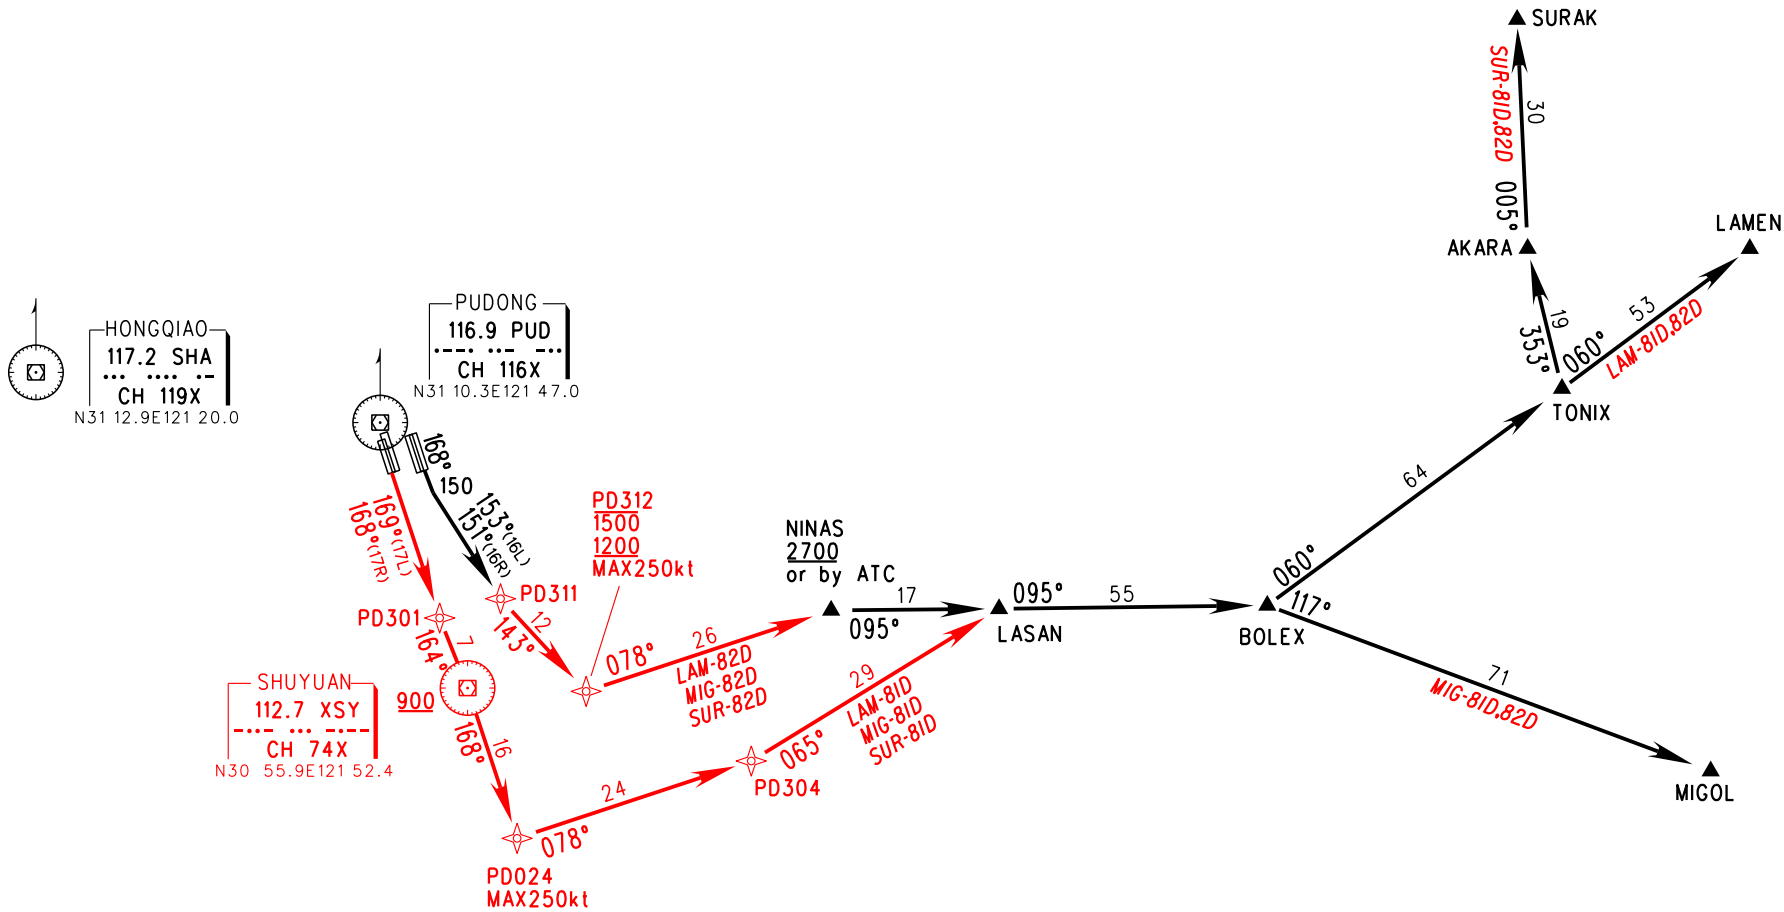 SURAK
SUR-81D,82D
30
005°
AKARA
LAMEN
19
353°
53
060°
LAM-81D,82D
TONIX
HONGQIAO
117.2 SHA
CH 119X
N31 12.9E121 20.0
PUDONG
116.9 PUD
CH 116X
N31 10.3E121 47.0
168°
150
153°(16L)
151°(16R)
169°(17L)
168°(17R)
PD312
1500
1200
MAX250kt
PD311
12
143°
PD301
7
164°
NINAS
2700
or by ATC
17
095°
LASAN
095°
55
64
060°
117°
BOLEX
078°
26
LAM-82D
MIG-82D
SUR-82D
29
LAM-81D
MIG-81D
SUR-81D
065°
PD304
71
MIG-81D,82D
MIGOL
SHUYUAN
112.7 XSY
CH 74X
N30 55.9E121 52.4
900
16
168°
24
078°
PD024
MAX250kt